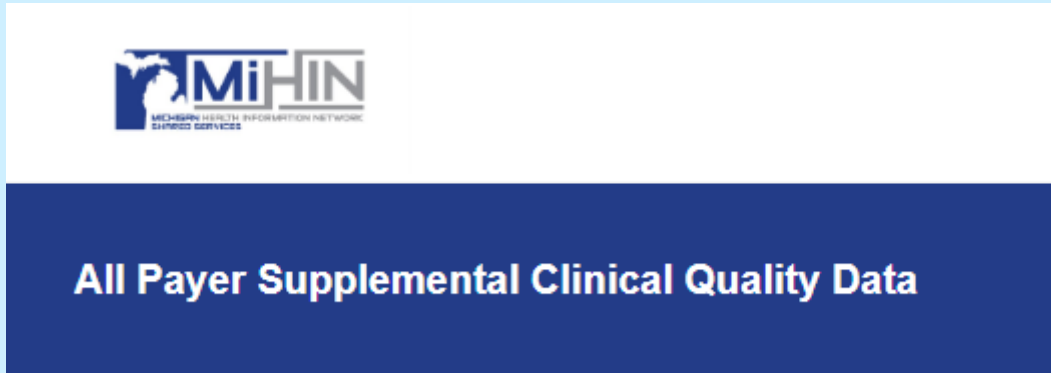 MiHIN
MICHIGAN HEALTH INFORMATION NETWORK
SHARED SERVICES
All Payer Supplemental Clinical Quality Data